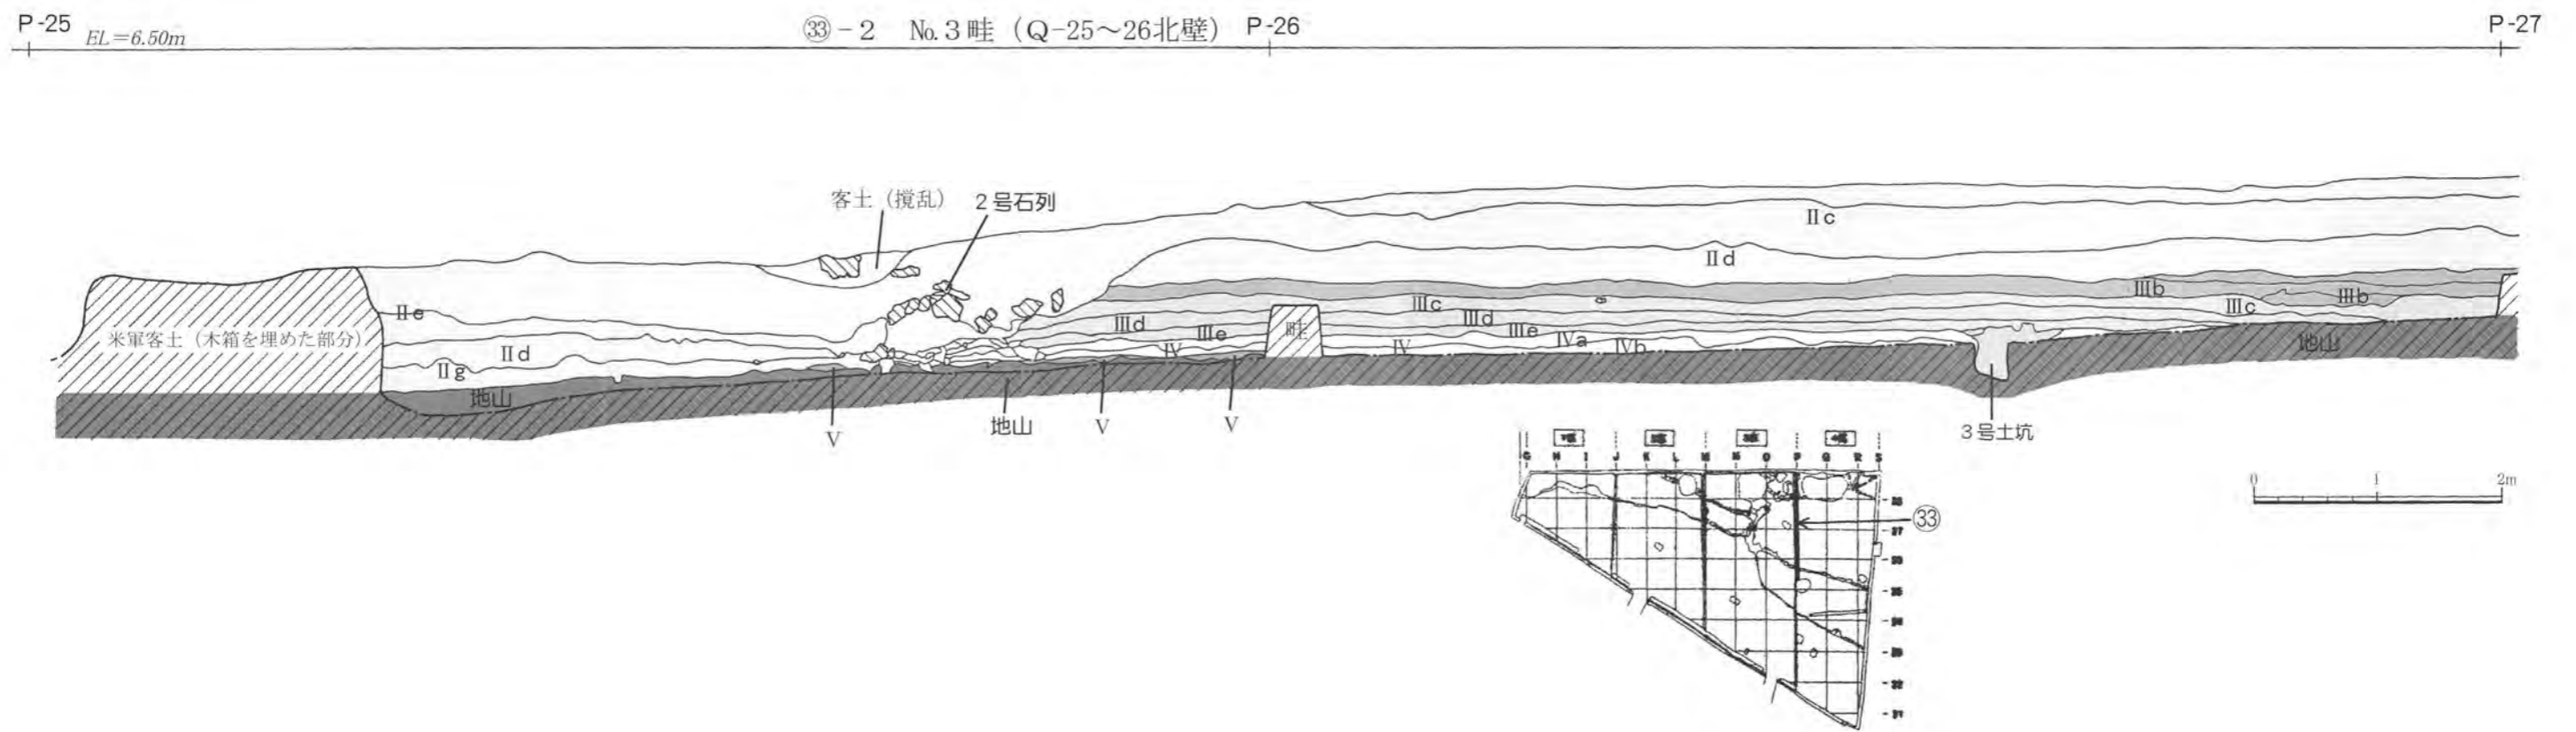 P-25 EL=6.50m ㉝-2 No.3畦（Q-25～26北壁） P-26 P-27
客土（撹乱） 2号石列
Ⅱc
Ⅱd
Ⅲb Ⅲb
Ⅱe Ⅲc Ⅲc
米軍客土（木箱を埋めた部分） Ⅲd 畦 Ⅲd
Ⅱd Ⅲe Ⅲe Ⅳa Ⅳb 地山
Ⅳ Ⅳ
Ⅱg
地山
Ⅴ 地山 Ⅴ Ⅴ 3号土坑
G H I J K L M N O P Q R S
0 1 2m
㉝